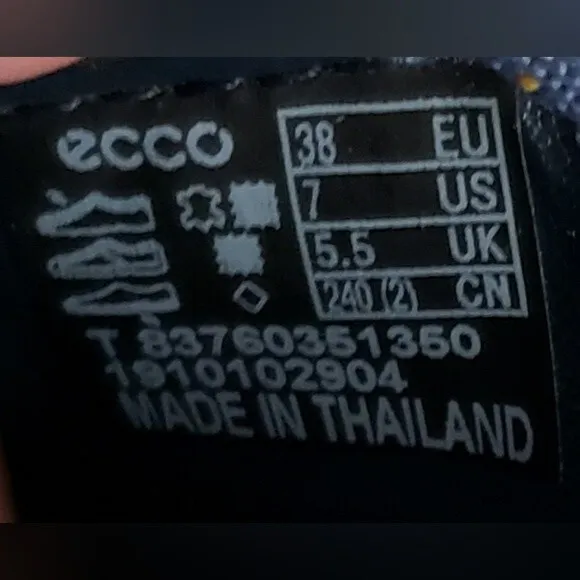 ecco
38 EU
7 US
5.5 UK
240 (2) CN
T 83760351350
1910102904
MADE IN THAILAND